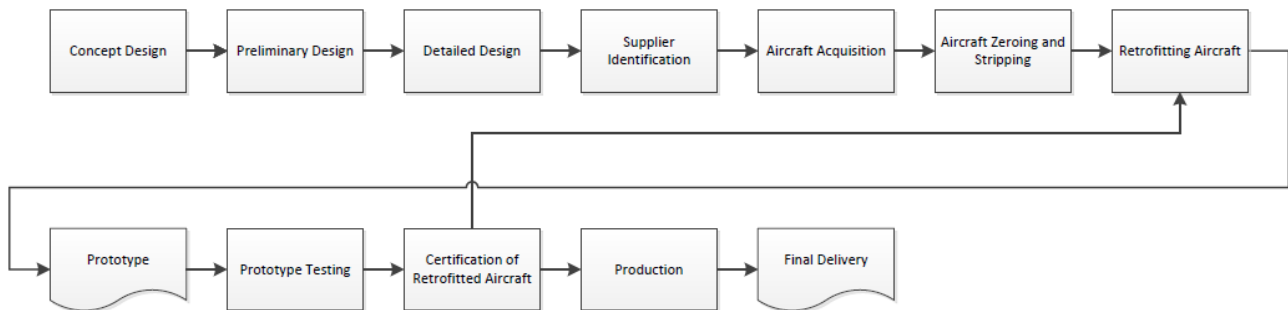 Concept Design
Preliminary Design
Detailed Design
Supplier
Identification
Aircraft Acquisition
Aircraft Zeroing and
Stripping
Retrofitting Aircraft
Prototype
Prototype Testing
Certification of
Retrofitted Aircraft
Production
Final Delivery